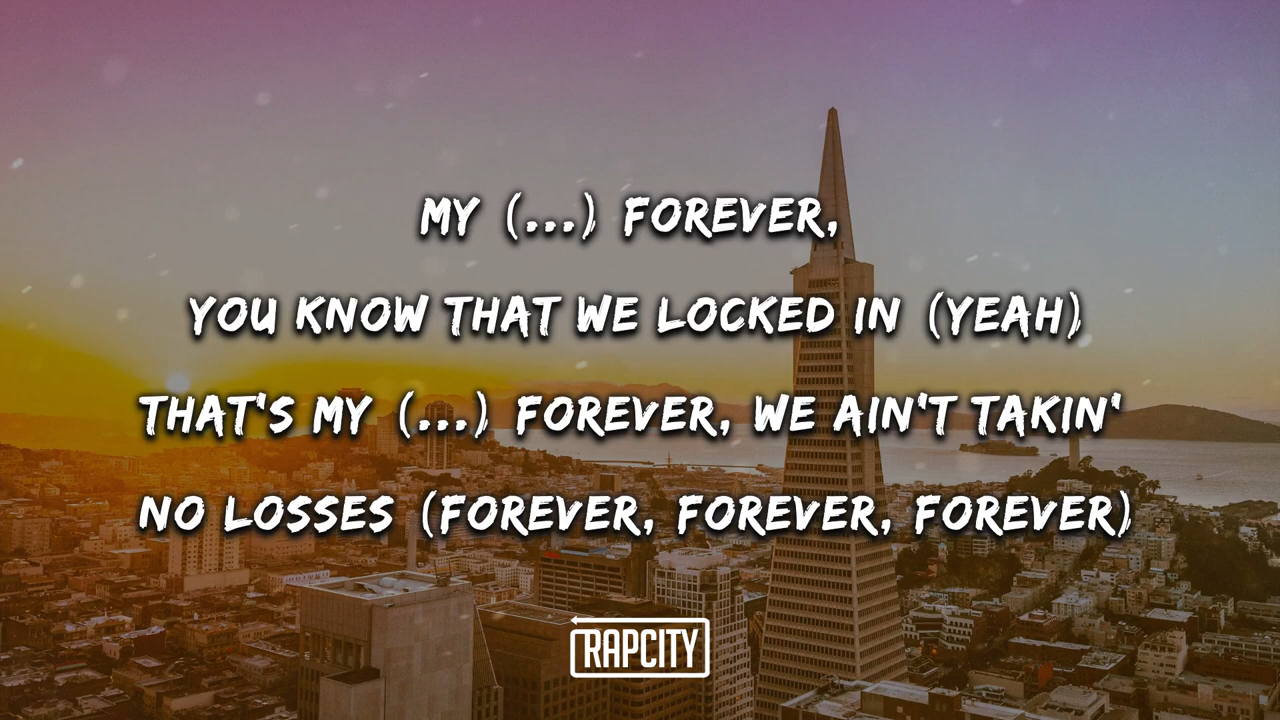 MY (...) FOREVER,
YOU KNOW THAT WE LOCKED IN (YEAH)
THAT'S MY (...) FOREVER, WE AIN'T TAKIN'
NO LOSSES (FOREVER, FOREVER, FOREVER)
RAPCITY